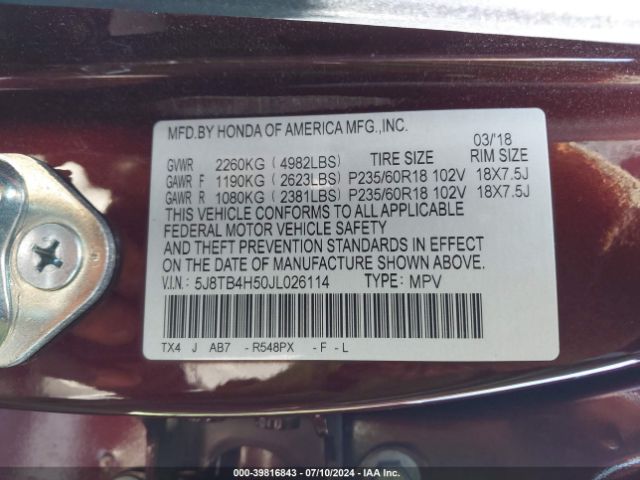 MFD.BY HONDA OF AMERICA MFG.,INC.
03/'18
GVWR 2260KG (4982LBS) TIRE SIZE RIM SIZE
GAWR F 1190KG (2623LBS) P235/60R18 102V 18X7.5J
GAWR R 1080KG (2381LBS) P235/60R18 102V 18X7.5J
THIS VEHICLE CONFORMS TO ALL APPLICABLE
FEDERAL MOTOR VEHICLE SAFETY
AND THEFT PREVENTION STANDARDS IN EFFECT
ON THE DATE OF MANUFACTURE SHOWN ABOVE.
V.I.N.: 5J8TB4H50JL026114 TYPE: MPV
TX4 J AB7 -R548PX -F -L
000-39816843 - 07/10/2024 - IAA Inc.